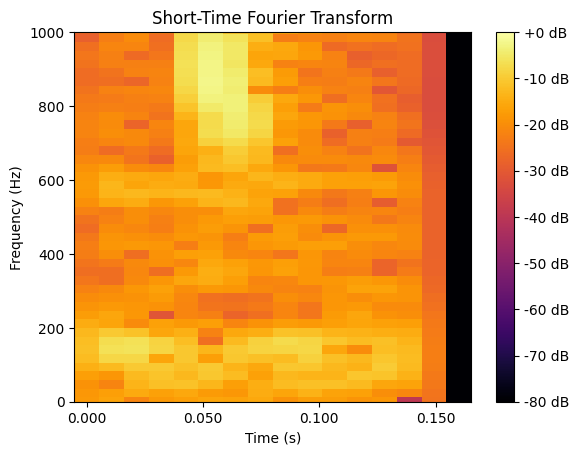 Short-Time Fourier Transform
1000
800
600
400
200
0
Frequency (Hz)
0.000
0.050
0.100
0.150
Time (s)
+0 dB
-10 dB
-20 dB
-30 dB
-40 dB
-50 dB
-60 dB
-70 dB
-80 dB